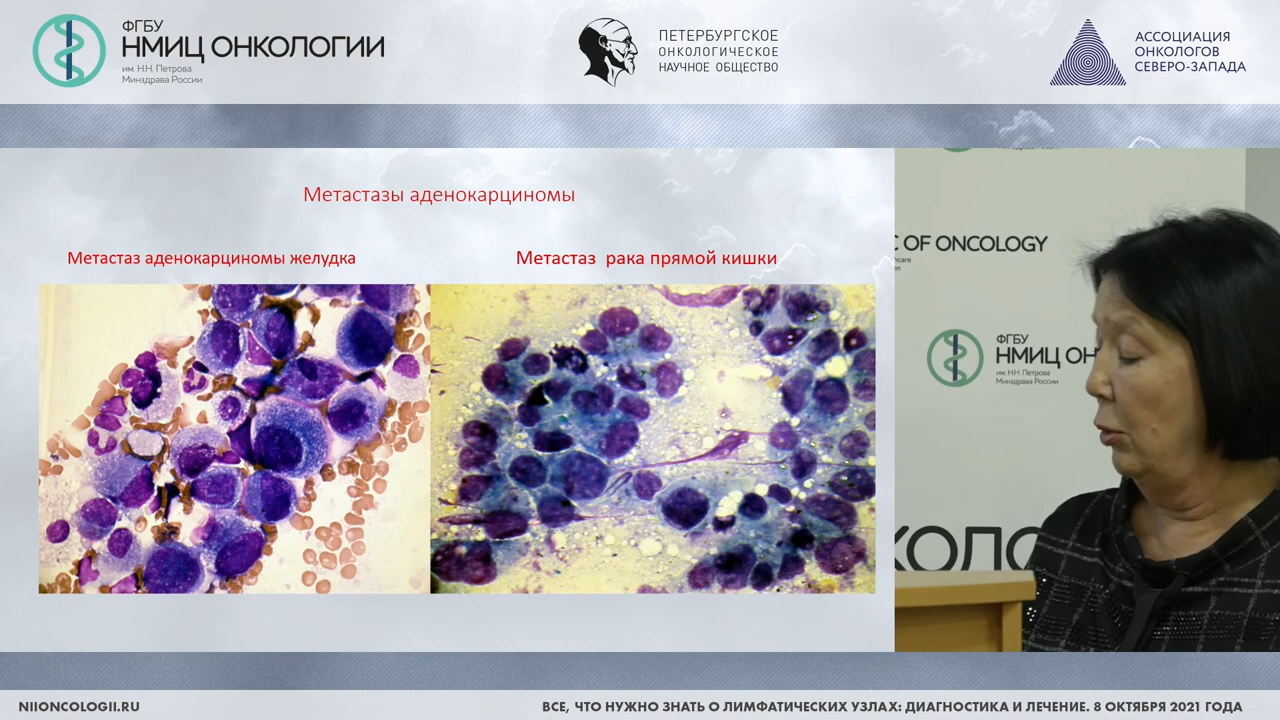 ФГБУ
НМИЦ ОНКОЛОГИИ
им. Н.Н. Петрова
Минздрава России
ПЕТЕРБУРГСКОЕ
ОНКОЛОГИЧЕСКОЕ
НАУЧНОЕ ОБЩЕСТВО
АССОЦИАЦИЯ
ОНКОЛОГОВ
СЕВЕРО-ЗАПАДА
Метастазы аденокарциномы
Метастаз аденокарциномы желудка
Метастаз рака прямой кишки
C OF ONCOLOGY
ФГБУ
НМИЦ ОН
им. Н.Н. Петрова
Минздрава России
КОЛО
NIIONCOLOGII.RU
ВСЕ, ЧТО НУЖНО ЗНАТЬ О ЛИМФАТИЧЕСКИХ УЗЛАХ: ДИАГНОСТИКА И ЛЕЧЕНИЕ. 8 ОКТЯБРЯ 2021 ГОДА